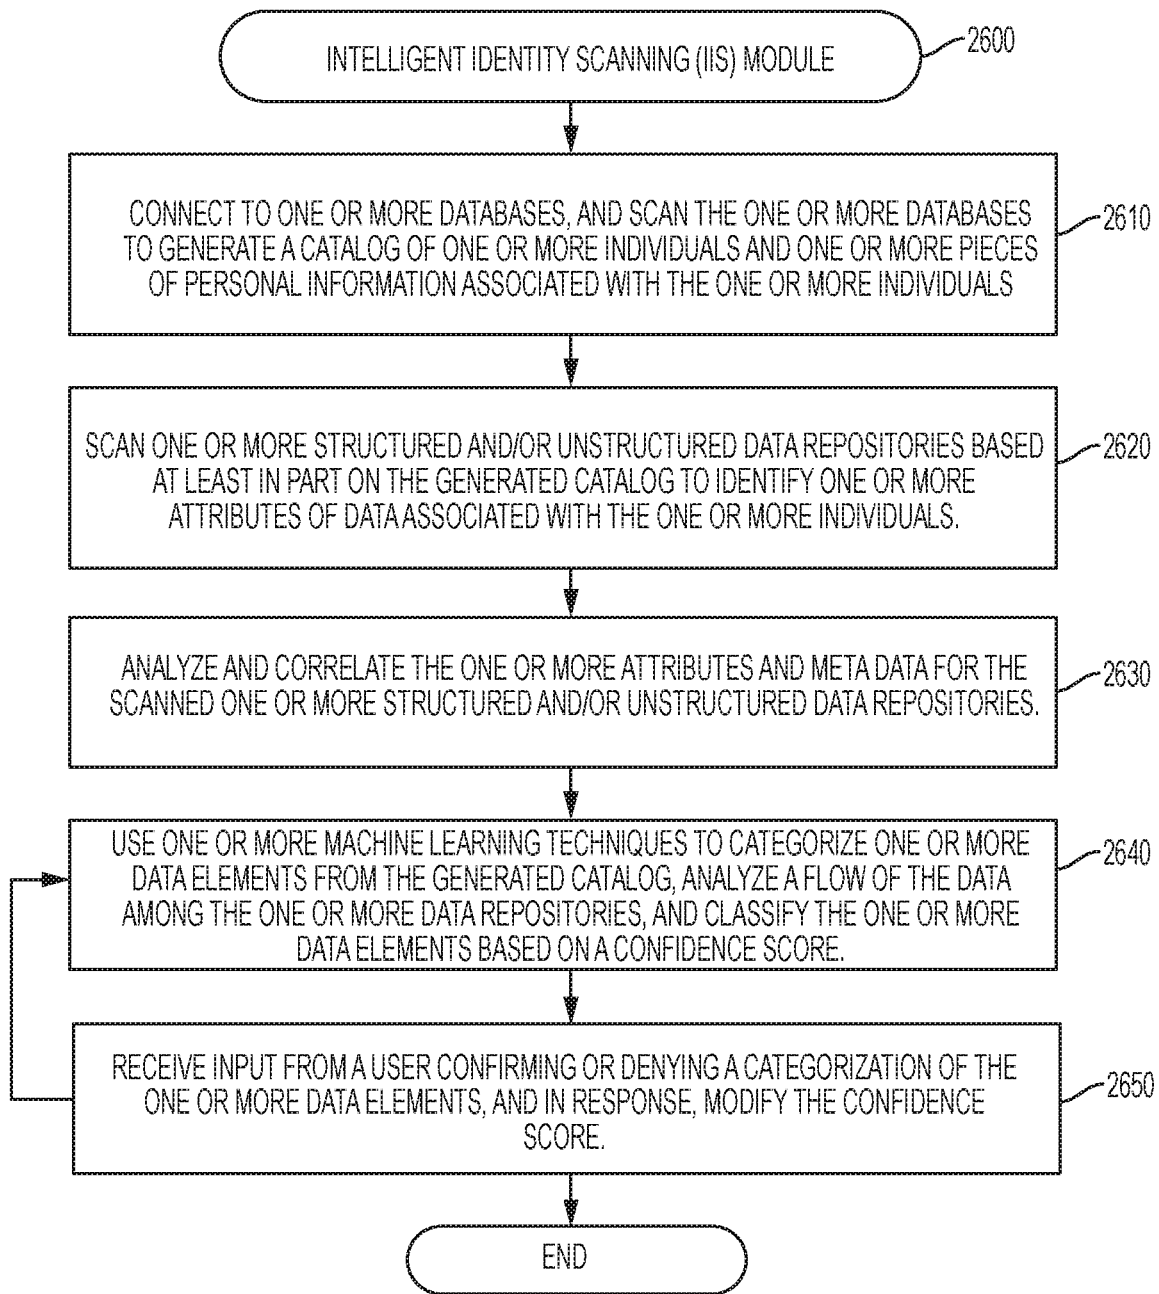 INTELLIGENT IDENTITY SCANNING (IIS) MODULE
2600
CONNECT TO ONE OR MORE DATABASES, AND SCAN THE ONE OR MORE DATABASES
TO GENERATE A CATALOG OF ONE OR MORE INDIVIDUALS AND ONE OR MORE PIECES
OF PERSONAL INFORMATION ASSOCIATED WITH THE ONE OR MORE INDIVIDUALS
2610
SCAN ONE OR MORE STRUCTURED AND/OR UNSTRUCTURED DATA REPOSITORIES BASED
AT LEAST IN PART ON THE GENERATED CATALOG TO IDENTIFY ONE OR MORE
ATTRIBUTES OF DATA ASSOCIATED WITH THE ONE OR MORE INDIVIDUALS.
2620
ANALYZE AND CORRELATE THE ONE OR MORE ATTRIBUTES AND META DATA FOR THE
SCANNED ONE OR MORE STRUCTURED AND/OR UNSTRUCTURED DATA REPOSITORIES.
2630
USE ONE OR MORE MACHINE LEARNING TECHNIQUES TO CATEGORIZE ONE OR MORE
DATA ELEMENTS FROM THE GENERATED CATALOG, ANALYZE A FLOW OF THE DATA
AMONG THE ONE OR MORE DATA REPOSITORIES, AND CLASSIFY THE ONE OR MORE
DATA ELEMENTS BASED ON A CONFIDENCE SCORE.
2640
RECEIVE INPUT FROM A USER CONFIRMING OR DENYING A CATEGORIZATION OF THE
ONE OR MORE DATA ELEMENTS, AND IN RESPONSE, MODIFY THE CONFIDENCE
SCORE.
2650
END